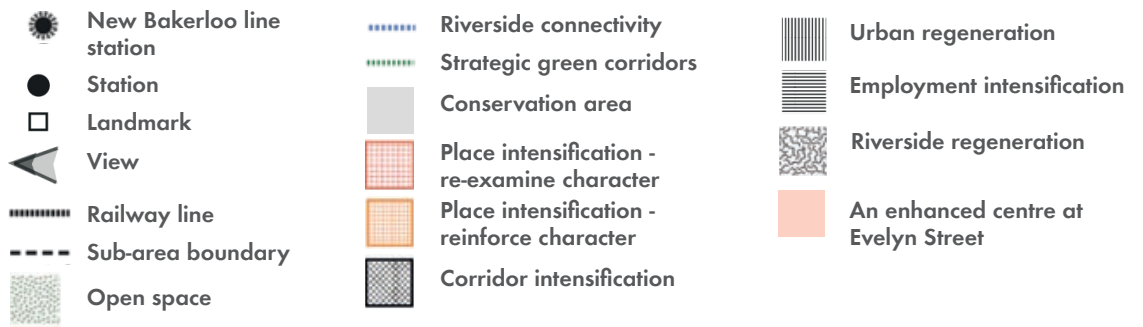 New Bakerloo line
station
Station
Landmark
View
Railway line
Sub-area boundary
Open space
Riverside connectivity
Strategic green corridors
Conservation area
Place intensification -
re-examine character
Place intensification -
reinforce character
Corridor intensification
Urban regeneration
Employment intensification
Riverside regeneration
An enhanced centre at
Evelyn Street